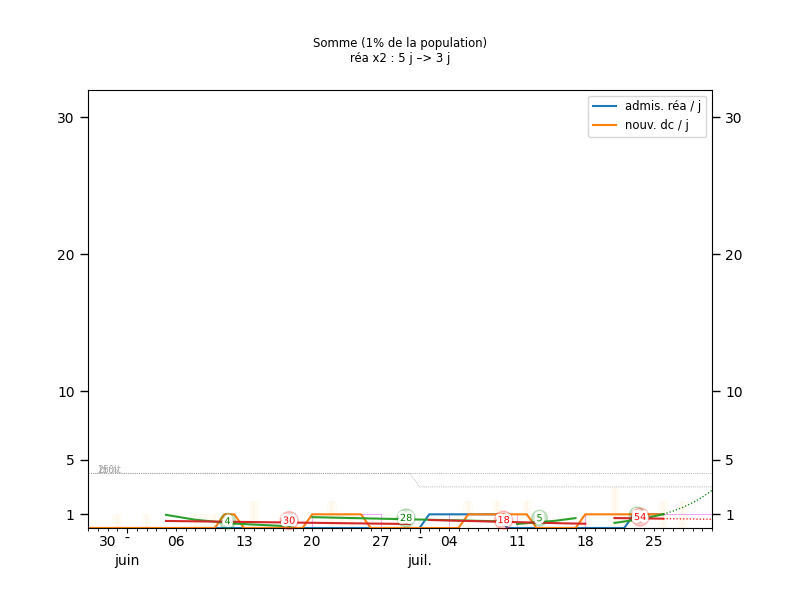 Somme (1% de la population)
réa x2 : 5 j –> 3 j
admis. réa / j
nouv. dc / j
30 30
20 20
10 10
5 5
1 1
4 30 28 18 5 54
30 - 06 13 20 27 - 04 11 18 25
juin juil.